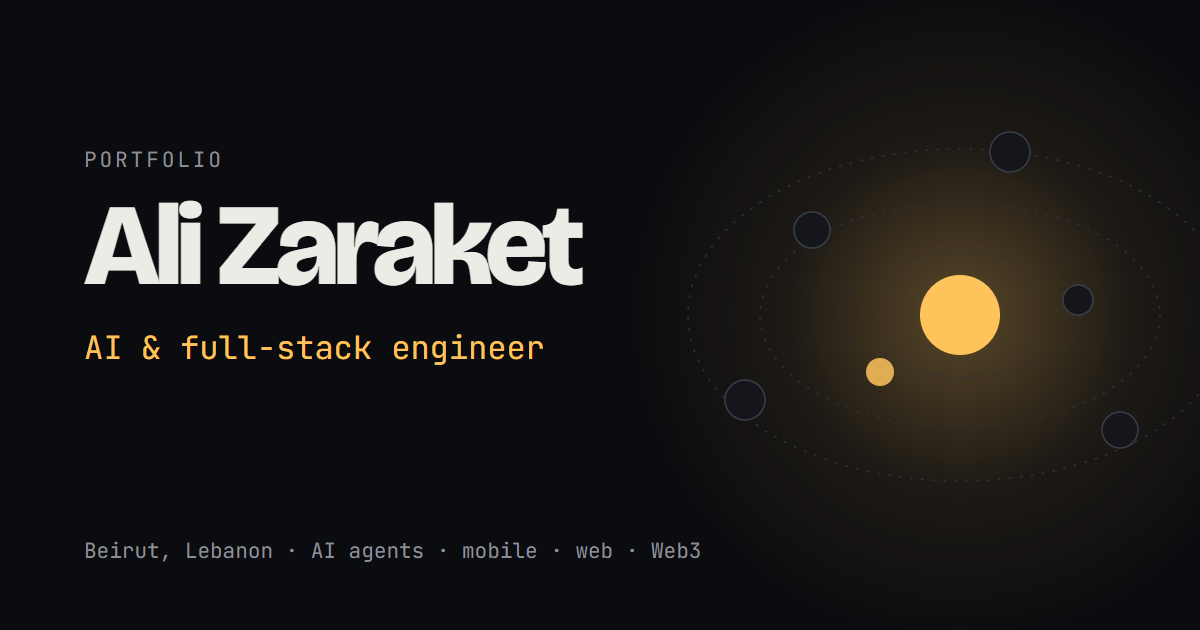 PORTFOLIO
Ali Zaraket
AI & full-stack engineer
Beirut, Lebanon · AI agents · mobile · web · Web3